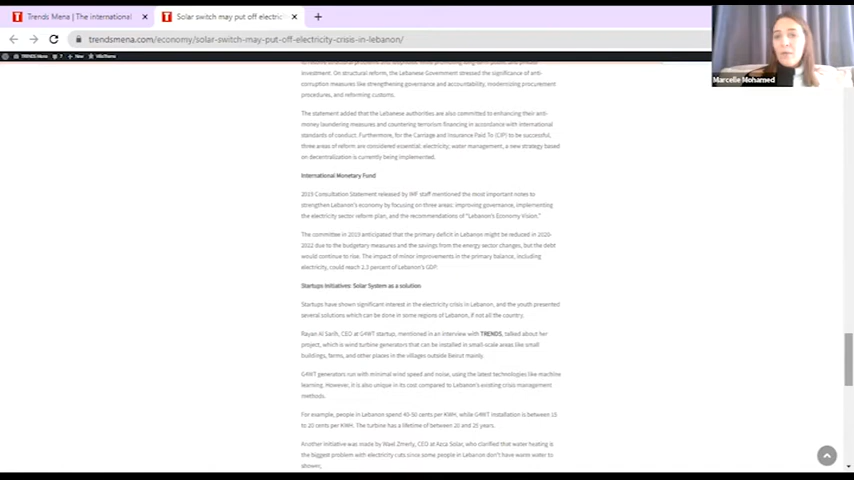 Trends Mena | The international
Solar switch may put off electric
trendsmena.com/economy/solar-switch-may-put-off-electricity-crisis-in-lebanon/
TRENDS Mena 7 New
Marcelle Mohamed
investment. On structural reform, the Lebanese Government stressed the significance of anti-
corruption measures like strengthening governance and accountability, modernizing procurement
procedures, and reforming customs.
The statement added that the Lebanese authorities are also committed to enhancing their anti-
money laundering measures and countering terrorism financing in accordance with international
standards of conduct. Furthermore, for the Carriage and Insurance Paid To (CIP) to be successful,
three areas of reform are considered essential: electricity; water management, a new strategy based
on decentralization is currently being implemented.
International Monetary Fund
2019 Consultation Statement released by IMF staff mentioned the most important notes to
strengthen Lebanon's economy by focusing on three areas: improving governance, implementing
the electricity sector reform plan, and the recommendations of "Lebanon's Economy Vision."
The committee in 2019 anticipated that the primary deficit in Lebanon might be reduced in 2020-
2022 due to the budgetary measures and the savings from the energy sector changes, but the debt
would continue to rise. The impact of minor improvements in the primary balance, including
electricity, could reach 2.3 percent of Lebanon's GDP.
Startups Initiatives: Solar System as a solution
Startups have shown significant interest in the electricity crisis in Lebanon, and the youth presented
several solutions which can be done in some regions of Lebanon, if not all the country.
Rayan Al Sarih, CEO at G4WT startup, mentioned in an interview with TRENDS, talked about her
project, which is wind turbine generators that can be installed in small-scale areas like small
buildings, farms, and other places in the villages outside Beirut mainly.
G4WT generators run with minimal wind speed and noise, using the latest technologies like machine
learning. However, it is also unique in its cost compared to Lebanon's existing crisis management
methods.
For example, people in Lebanon spend 40-50 cents per KWH, while G4WT installation is between 15
to 20 cents per KWH. The turbine has a lifetime of between 20 and 25 years.
Another initiative was made by Wael Zmerly, CEO at Azca Solar, who clarified that water heating is
the biggest problem with electricity cuts since some people in Lebanon don't have warm water to
shower.